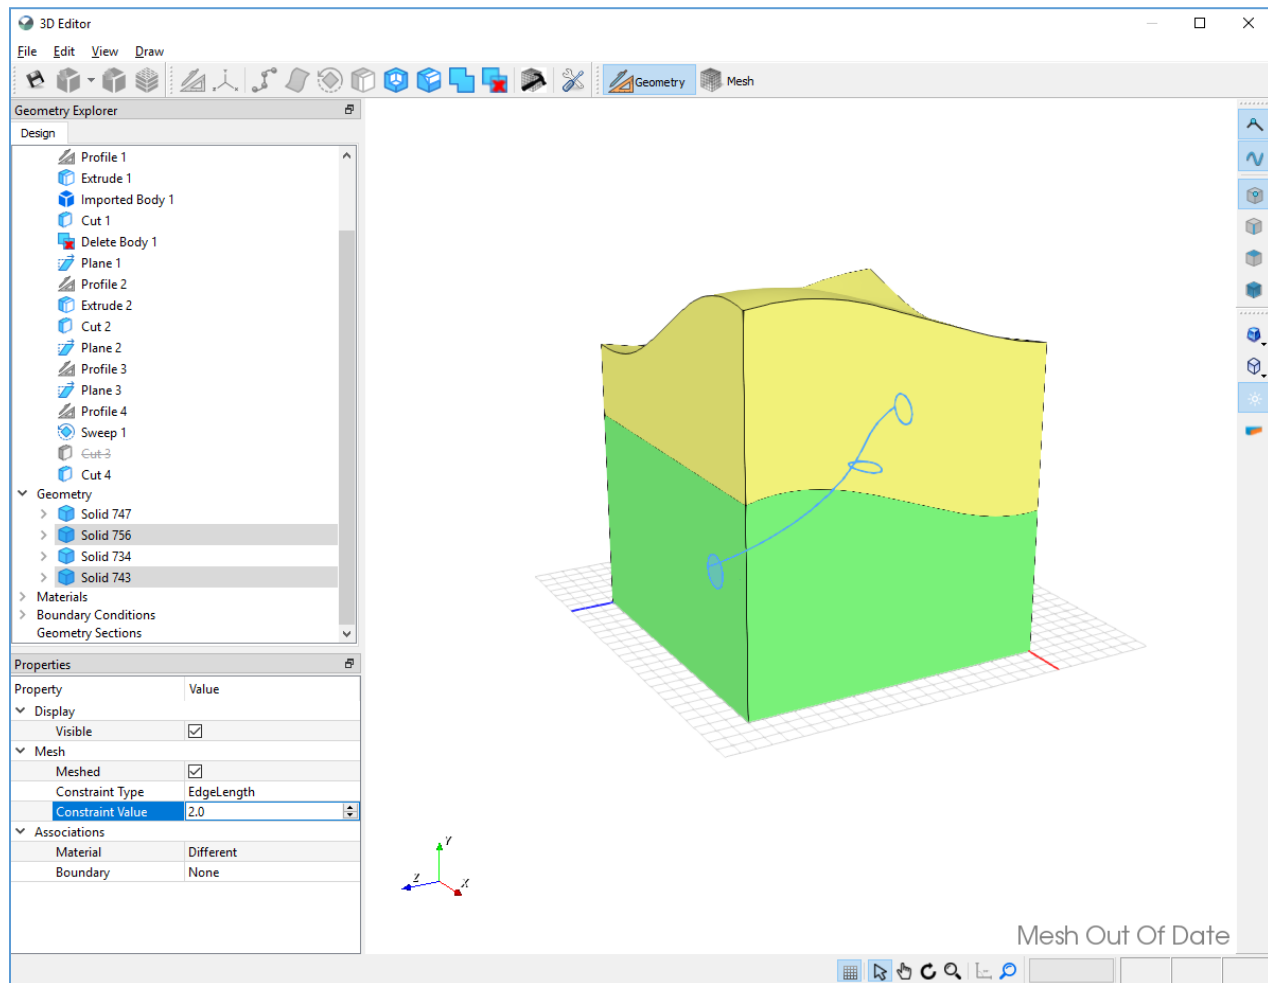 3D Editor
File Edit View Draw
Geometry Mesh
Geometry Explorer
Design
Profile 1
Extrude 1
Imported Body 1
Cut 1
Delete Body 1
Plane 1
Profile 2
Extrude 2
Cut 2
Plane 2
Profile 3
Plane 3
Profile 4
Sweep 1
Cut 3
Cut 4
Geometry
Solid 747
Solid 756
Solid 734
Solid 743
Materials
Boundary Conditions
Geometry Sections
Properties
Property Value
Display
Visible
Mesh
Meshed
Constraint Type EdgeLength
Constraint Value 2.0
Associations
Material Different
Boundary None
Y
Z
X
Mesh Out Of Date